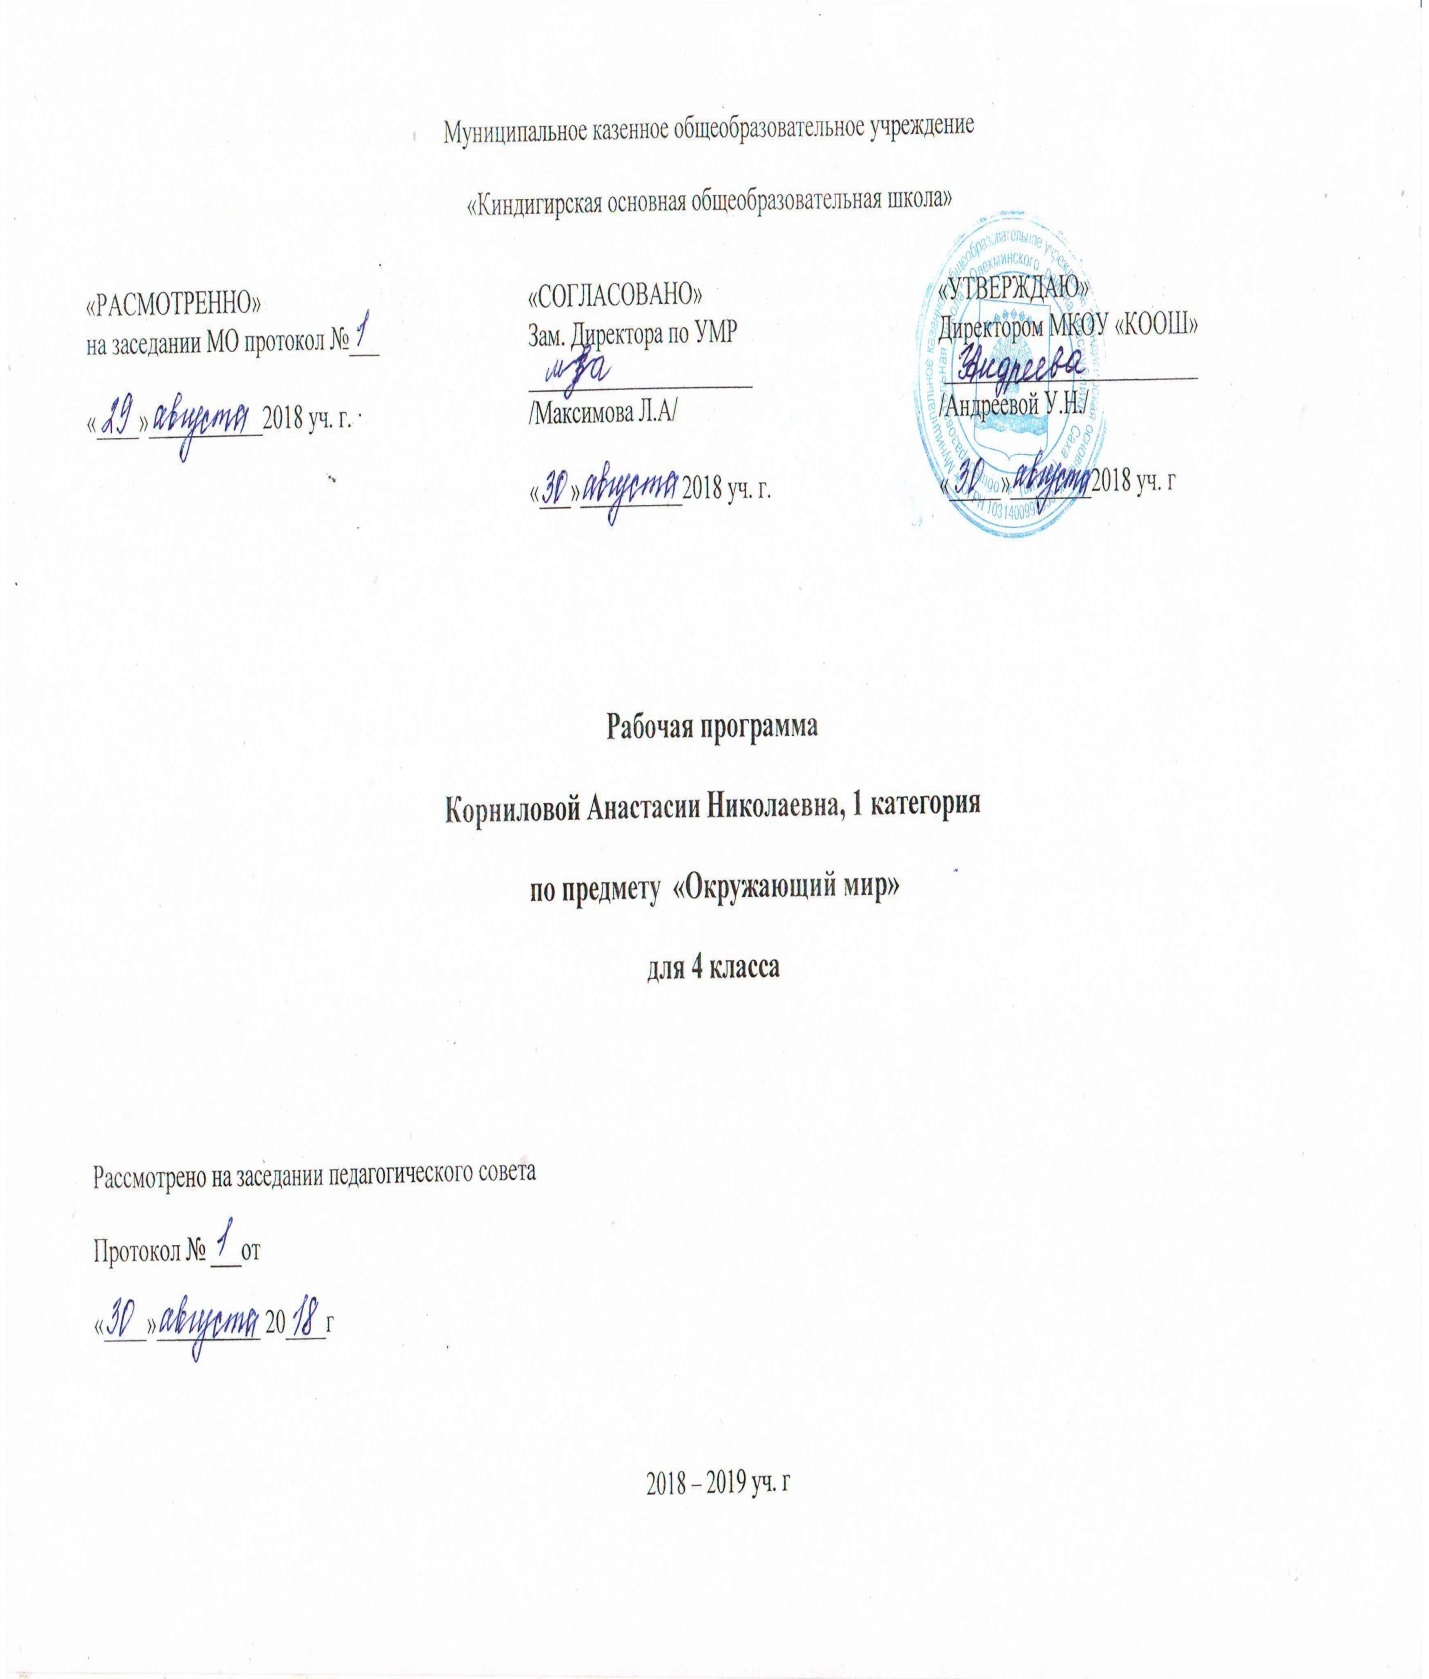 Муниципальное казенное общеобразовательное учреждение
«Киндигирская основная общеобразовательная школа»
«РАСМОТРЕННО»
на заседании МО протокол № 1
«29» августа 2018 уч. г.
«СОГЛАСОВАНО»
Зам. Директора по УМР
/Максимова Л.А/
«30» августа 2018 уч. г.
«УТВЕРЖДАЮ»
Директором МКОУ «КООШ»
Андреева
/Андреевой У.Н./
«30» августа 2018 уч. г
Рабочая программа
Корниловой Анастасии Николаевна, 1 категория
по предмету «Окружающий мир»
для 4 класса
Рассмотрено на заседании педагогического совета
Протокол № 1 от
«30» августа 2018 г
2018 – 2019 уч. г